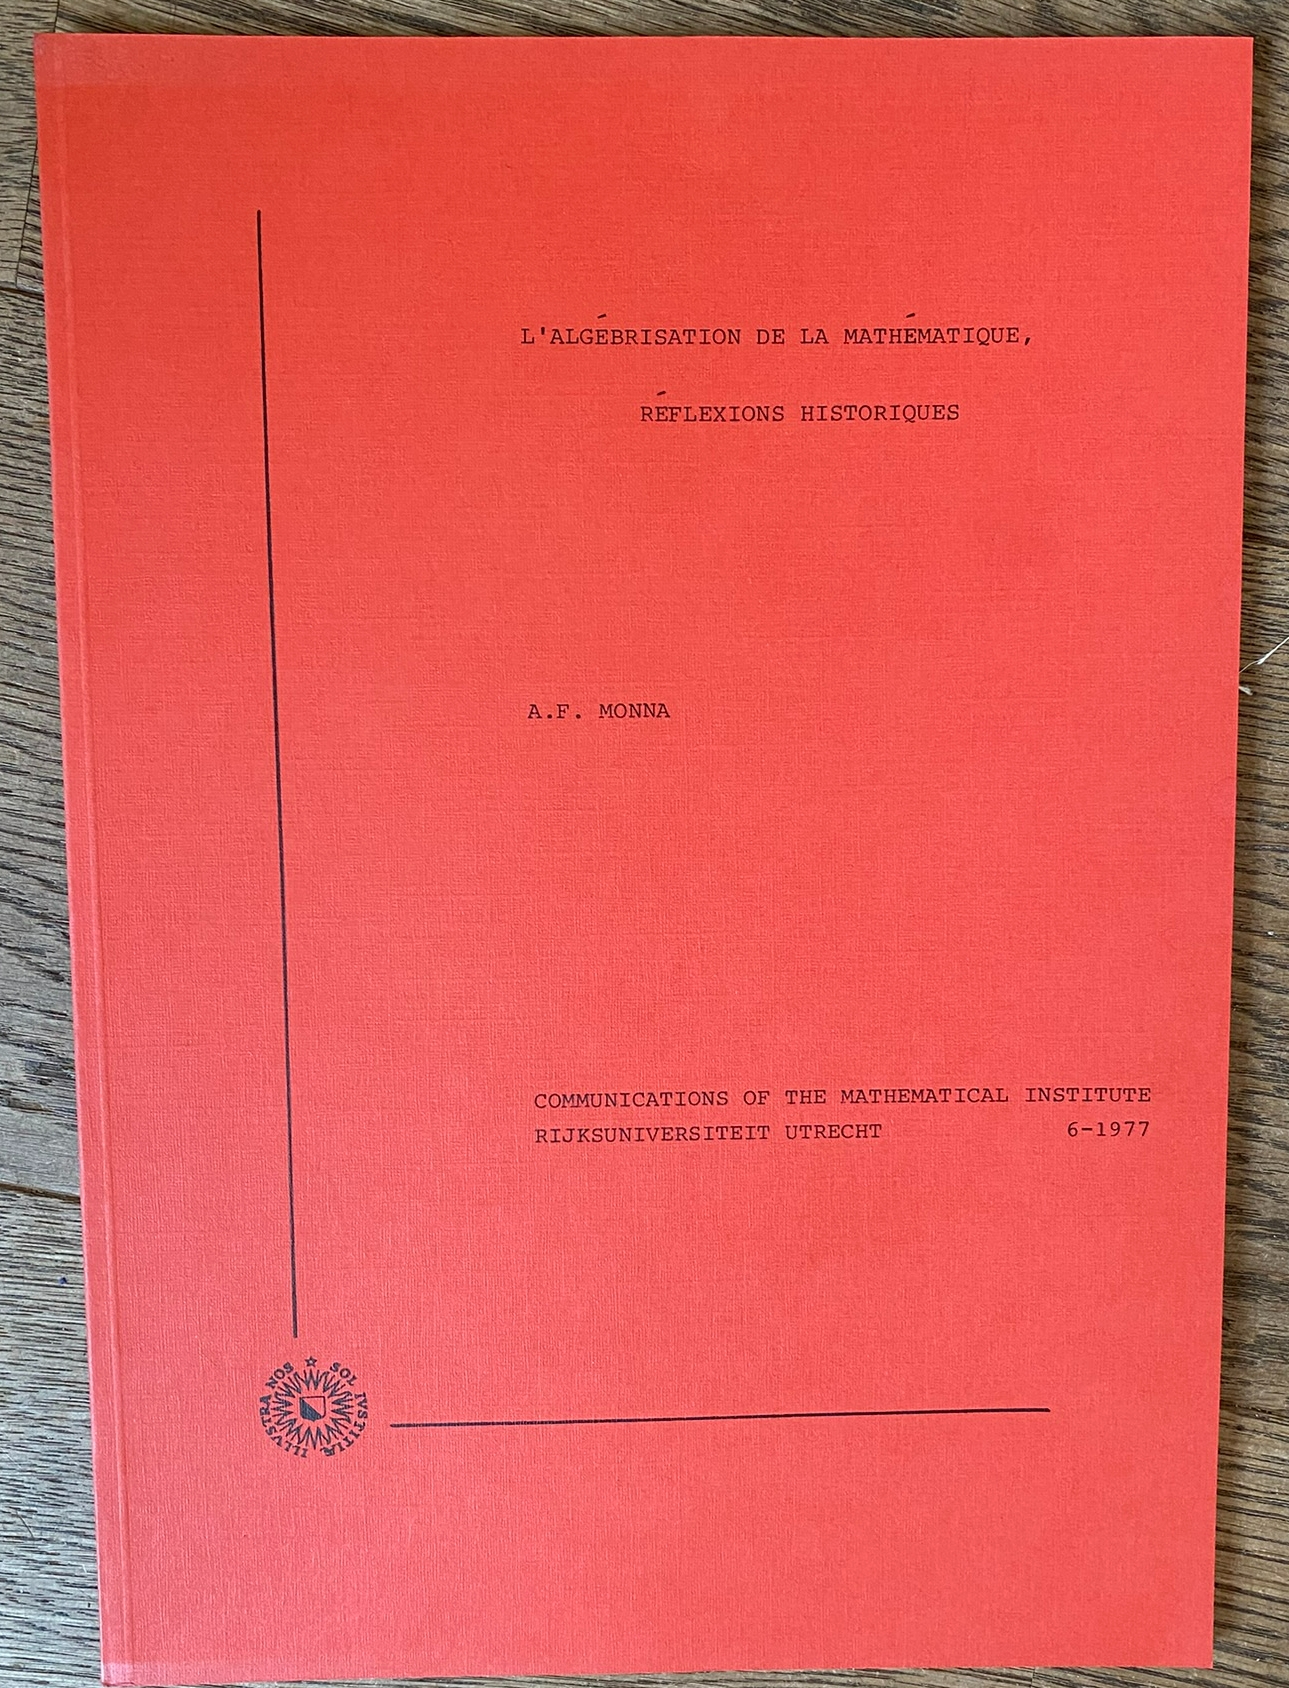 L'ALGÉBRISATION DE LA MATHÉMATIQUE,
RÉFLEXIONS HISTORIQUES
A.F. MONNA
COMMUNICATIONS OF THE MATHEMATICAL INSTITUTE
RIJKSUNIVERSITEIT UTRECHT 6-1977
SOL IVSTITIÆ ILLVSTRA NOS